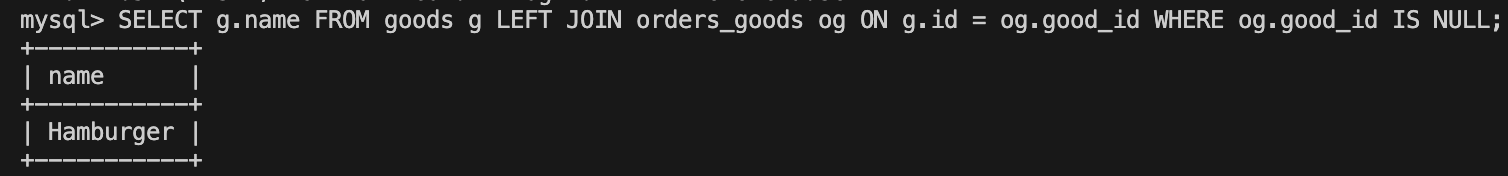 mysql> SELECT g.name FROM goods g LEFT JOIN orders_goods og ON g.id = og.good_id WHERE og.good_id IS NULL;
+-----------+
| name      |
+-----------+
| Hamburger |
+-----------+